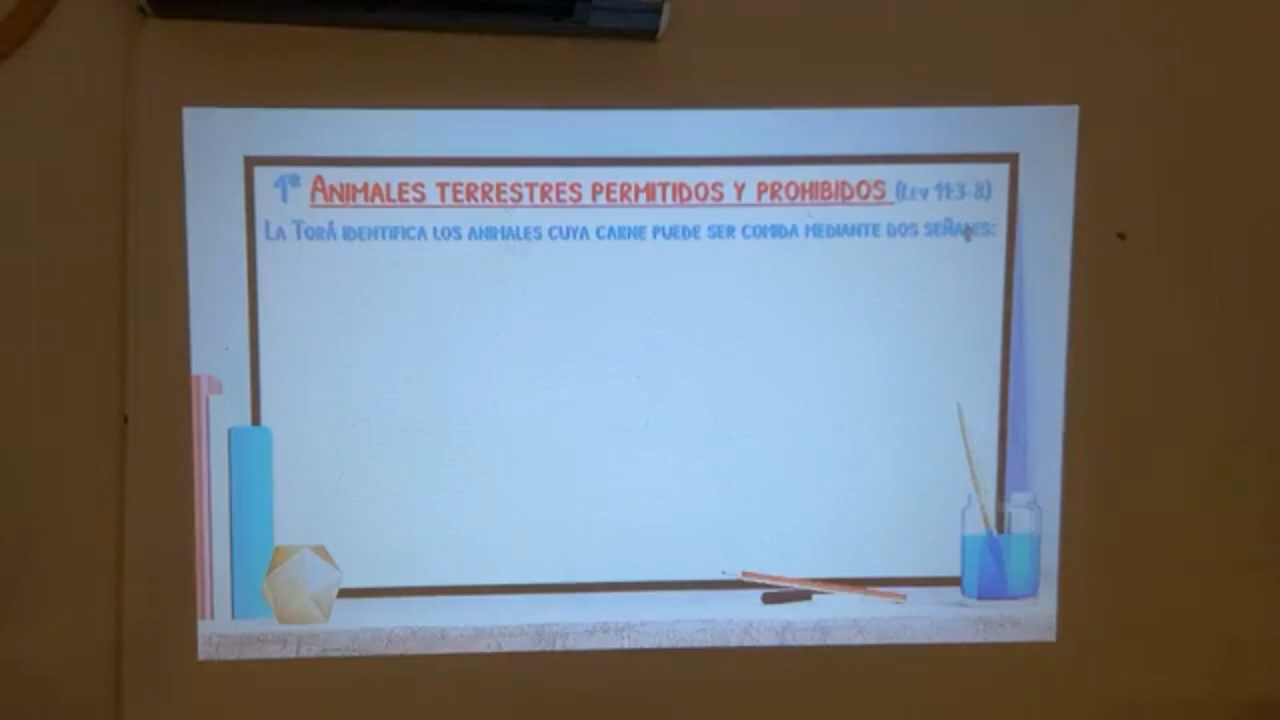 1º ANIMALES TERRESTRES PERMITIDOS Y PROHIBIDOS (LEV 11:3-8)
LA TORÁ IDENTIFICA LOS ANIMALES CUYA CARNE PUEDE SER COMIDA MEDIANTE DOS SEÑALES: